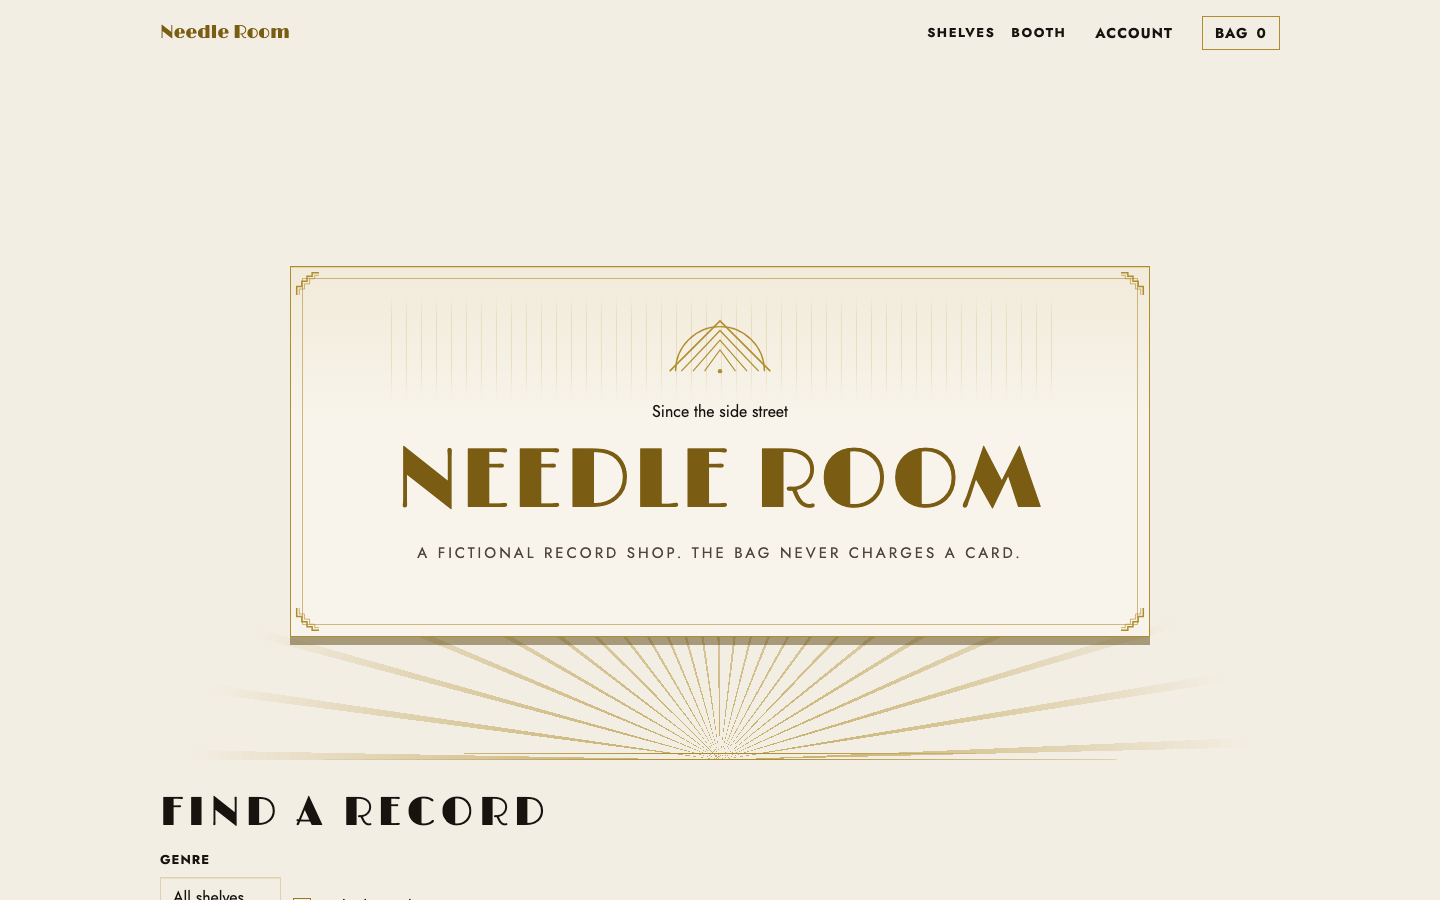 Needle Room
SHELVES BOOTH ACCOUNT BAG 0
Since the side street
NEEDLE ROOM
A FICTIONAL RECORD SHOP. THE BAG NEVER CHARGES A CARD.
FIND A RECORD
GENRE
All shelves